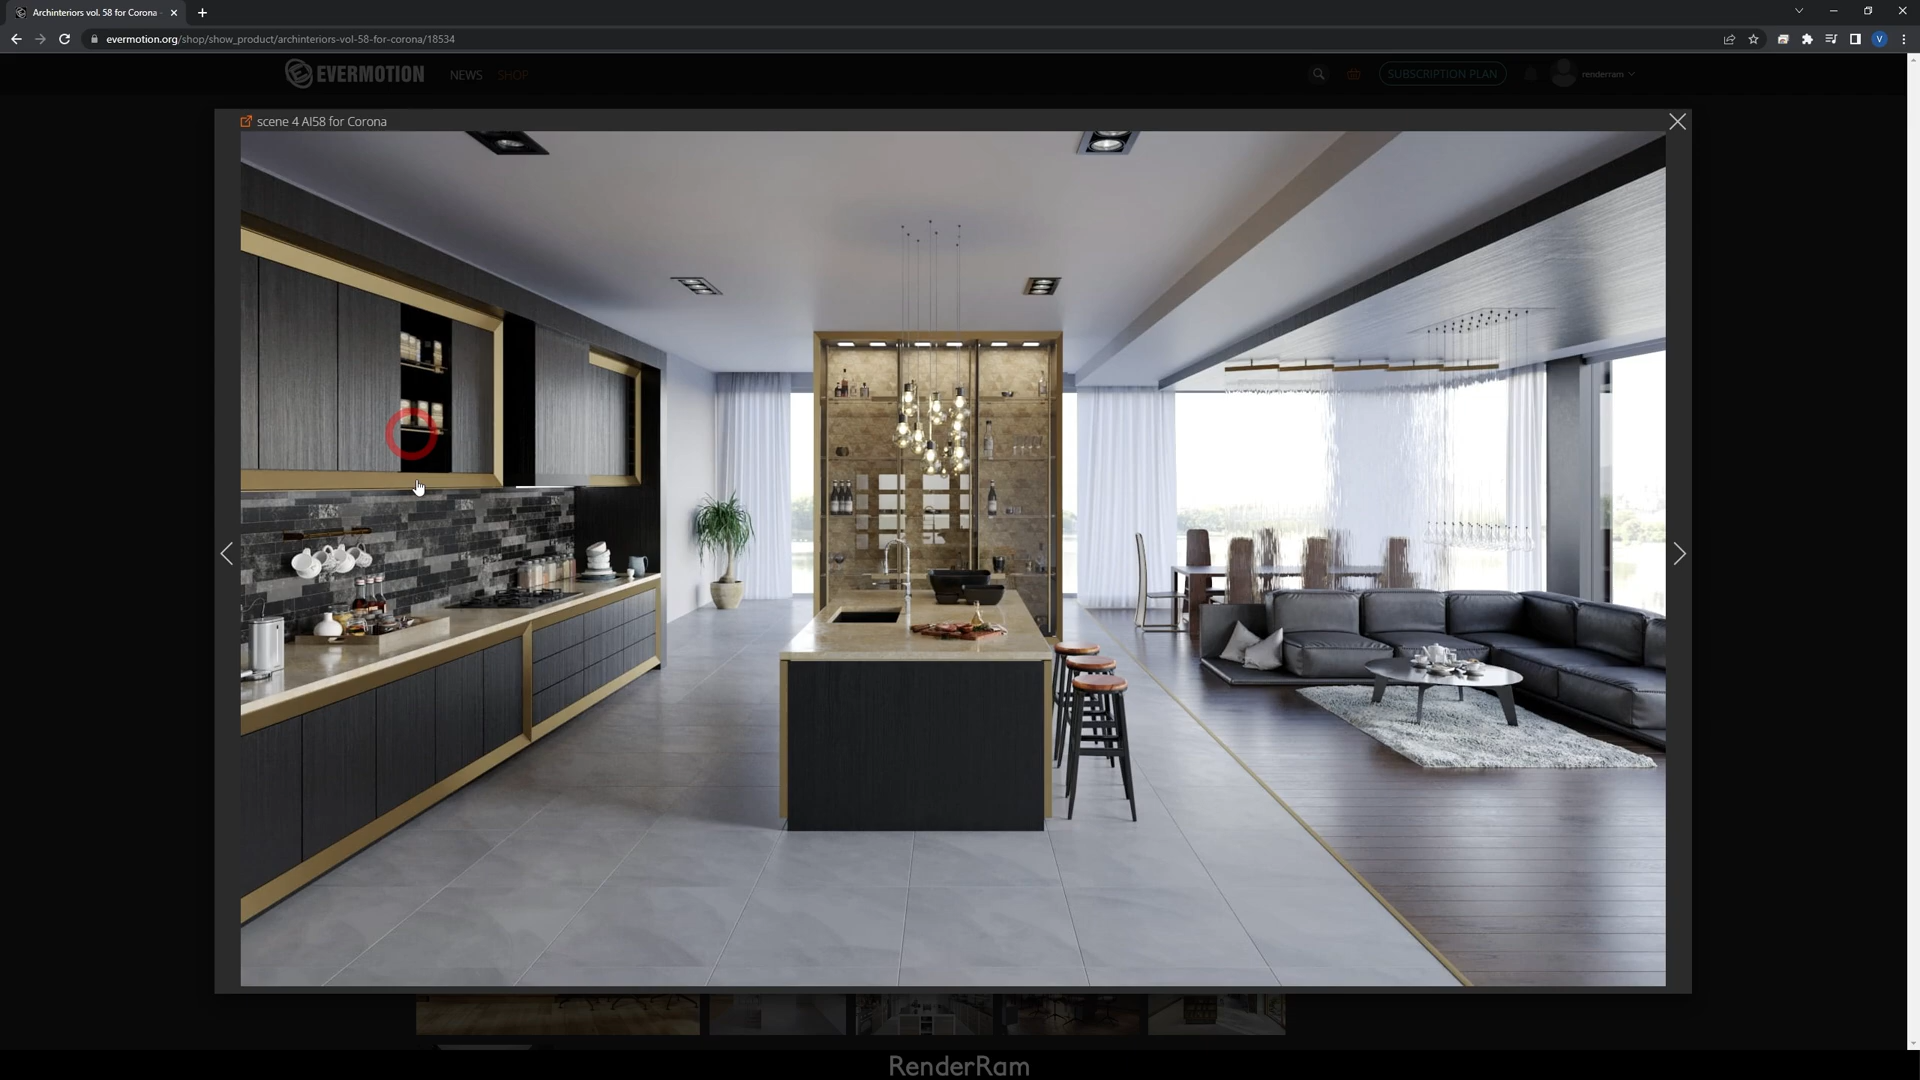 Archinteriors vol. 58 for Corona
evermotion.org/shop/show_product/archinteriors-vol-58-for-corona/18534
V
EVERMOTION
NEWS
SHOP
SUBSCRIPTION PLAN
renderram
scene 4 AI58 for Corona
RenderRam